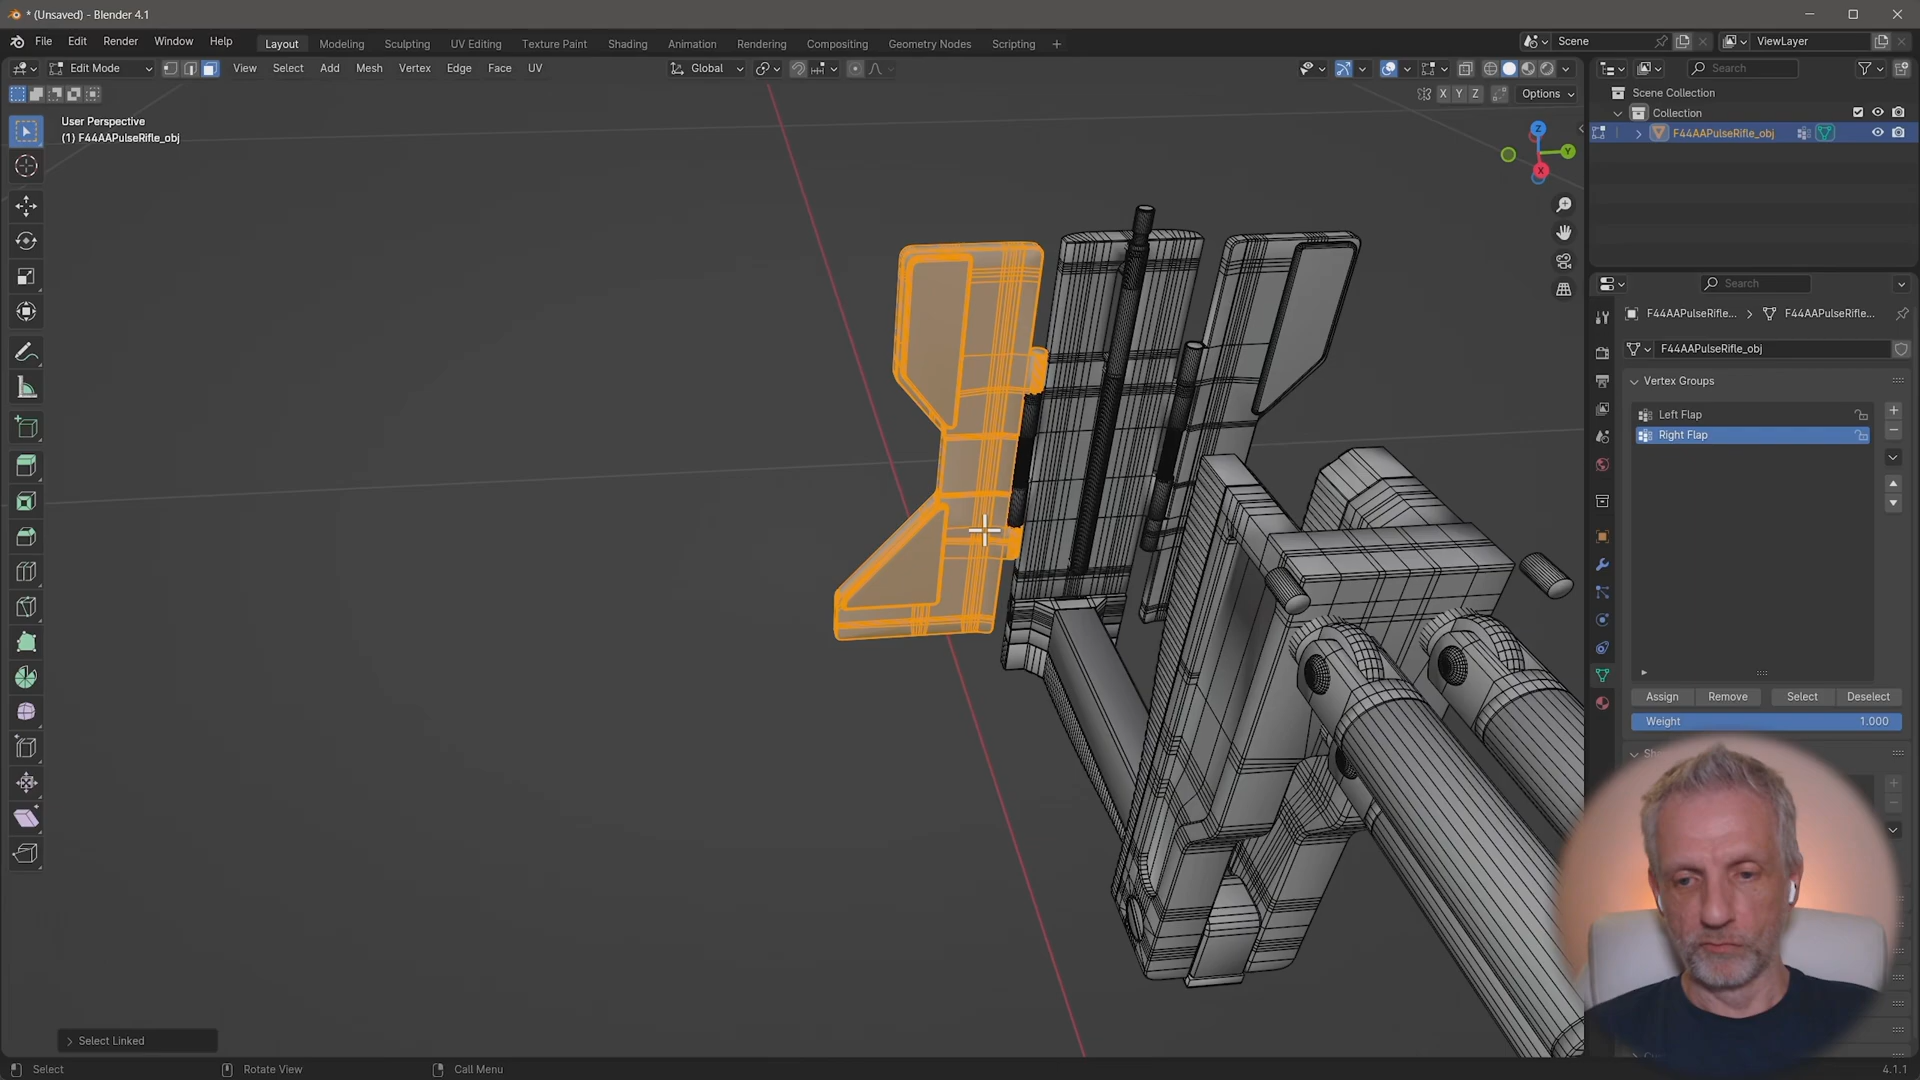 * (Unsaved) - Blender 4.1
File Edit Render Window Help Layout Modeling Sculpting UV Editing Texture Paint Shading Animation Rendering Compositing Geometry Nodes Scripting + Scene ViewLayer
Edit Mode View Select Add Mesh Vertex Edge Face UV Global Search
X Y Z Options Scene Collection
User Perspective
(1) F44AAPulseRifle_obj
Collection
F44AAPulseRifle_obj
Z
Y
X
Search
F44AAPulseRifle... > F44AAPulseRifle...
F44AAPulseRifle_obj
Vertex Groups
Left Flap
Right Flap
Assign Remove Select Deselect
Weight 1.000
Select Linked
Select Rotate View Call Menu 4.1.1